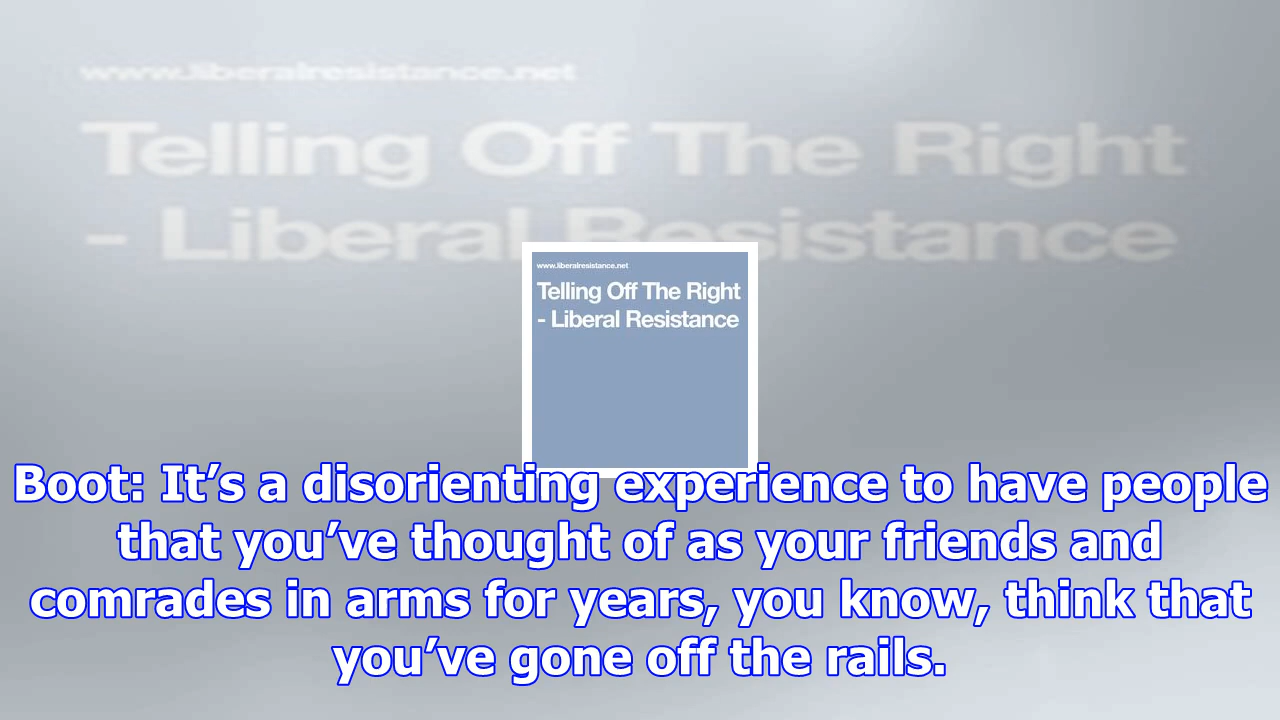 www.liberalresistance.net
Telling Off The Right
- Liberal Resistance
www.liberalresistance.net
Telling Off The Right
- Liberal Resistance
Boot: It’s a disorienting experience to have people
that you’ve thought of as your friends and
comrades in arms for years, you know, think that
you’ve gone off the rails.